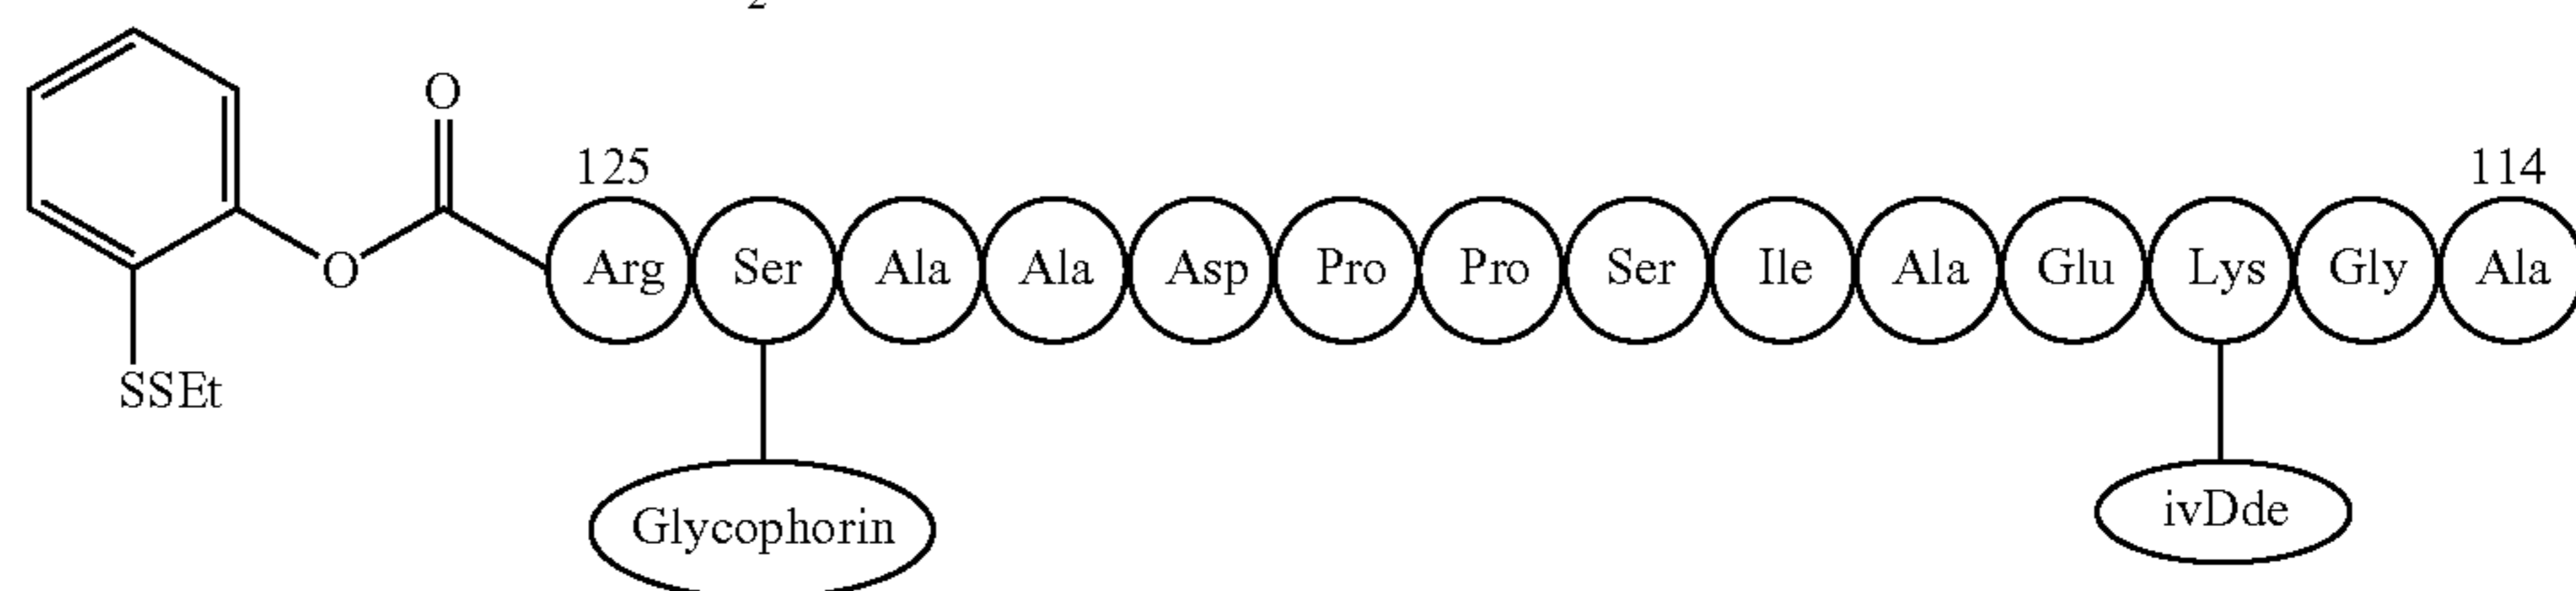 2
O
125
114
Arg Ser Ala Ala Asp Pro Pro Ser Ile Ala Glu Lys Gly Ala
O
SSEt
Glycophorin
ivDde